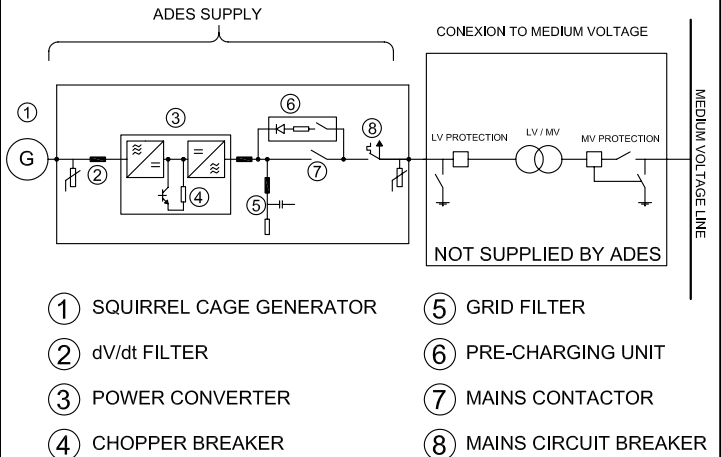 ADES SUPPLY
CONEXION TO MEDIUM VOLTAGE
1
3
6
8
G
2
4
5
7
LV PROTECTION
LV / MV
MV PROTECTION
MEDIUM VOLTAGE LINE
NOT SUPPLIED BY ADES
1 SQUIRREL CAGE GENERATOR
2 dV/dt FILTER
3 POWER CONVERTER
4 CHOPPER BREAKER
5 GRID FILTER
6 PRE-CHARGING UNIT
7 MAINS CONTACTOR
8 MAINS CIRCUIT BREAKER